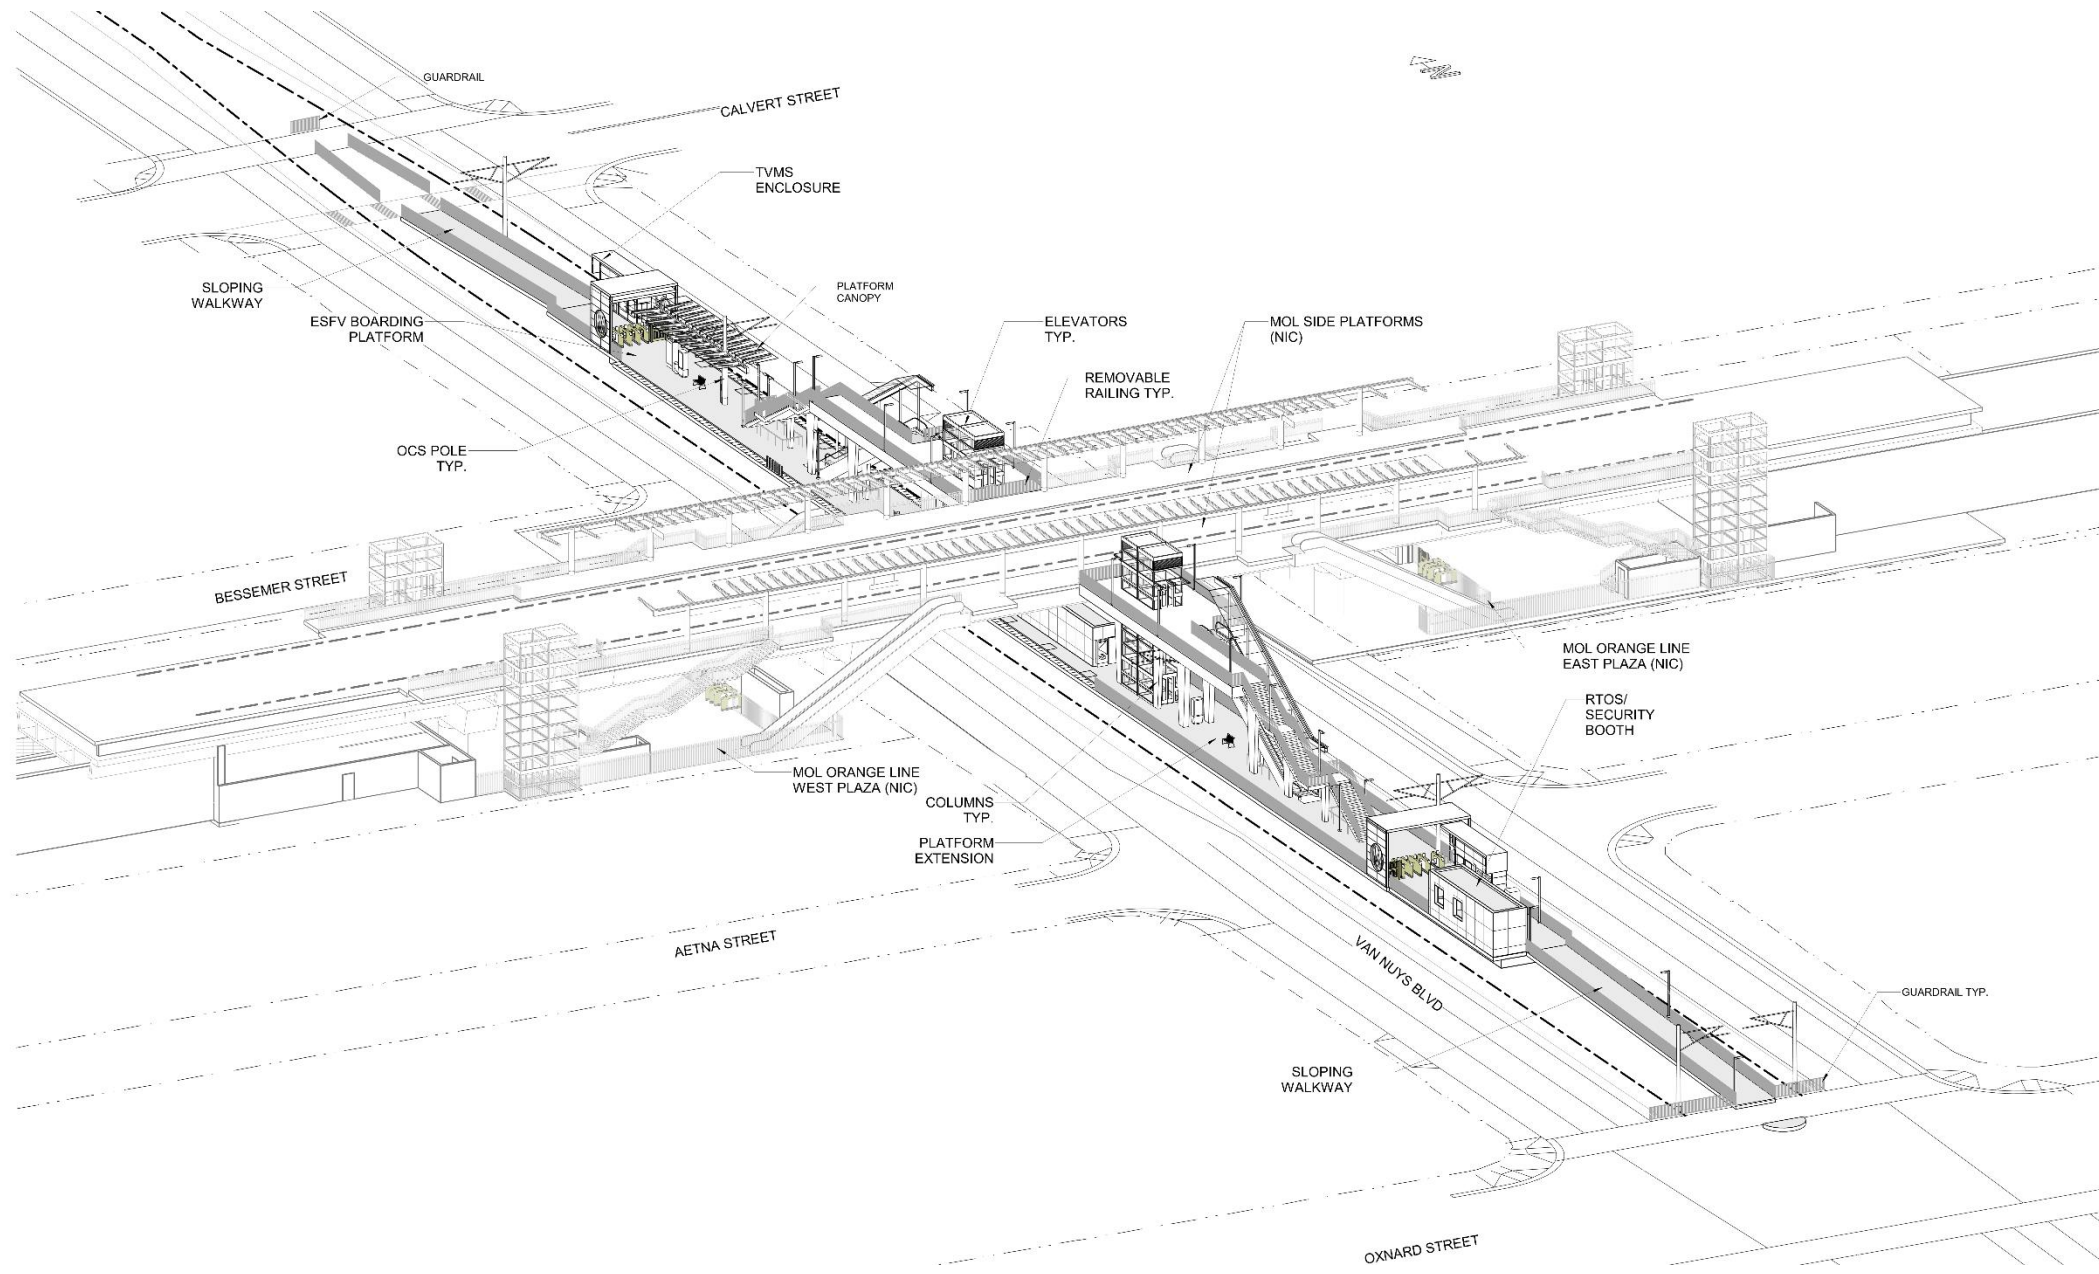 GUARDRAIL
CALVERT STREET
TVMS
ENCLOSURE
SLOPING
WALKWAY
PLATFORM
CANOPY
ESFV BOARDING
PLATFORM
ELEVATORS
TYP.
MOL SIDE PLATFORMS
(NIC)
REMOVABLE
RAILING TYP.
OCS POLE
TYP.
BESSEMER STREET
MOL ORANGE LINE
EAST PLAZA (NIC)
RTOS/
SECURITY
BOOTH
MOL ORANGE LINE
WEST PLAZA (NIC)
COLUMNS
TYP.
PLATFORM
EXTENSION
AETNA STREET
VAN NUYS BLVD
GUARDRAIL TYP.
SLOPING
WALKWAY
OXNARD STREET
N